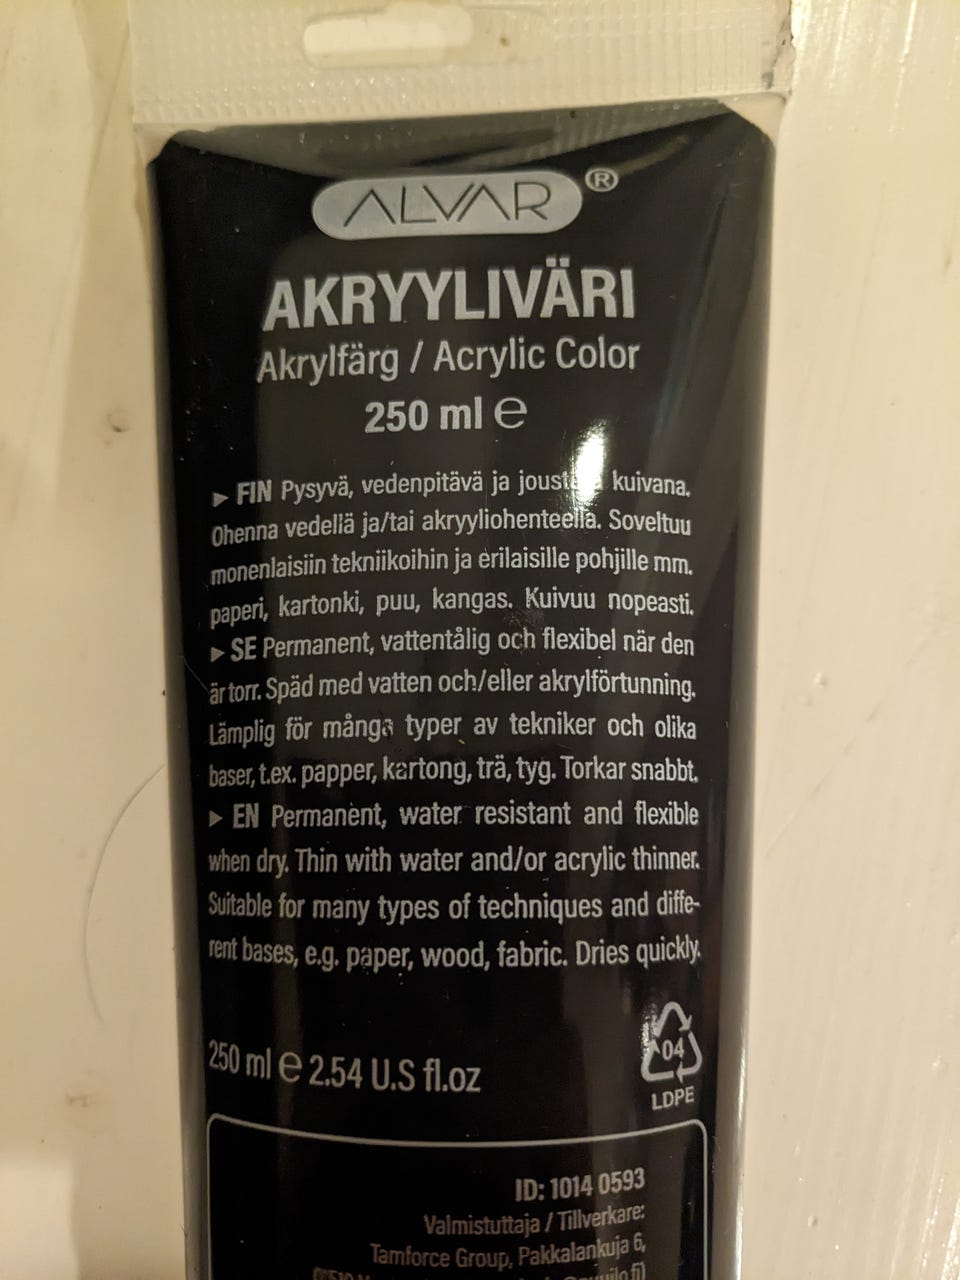 ALVAR®
AKRYYLIVÄRI
Akrylfärg / Acrylic Color
250 ml ℮
▸ FIN Pysyvä, vedenpitävä ja kuivana.
Ohenna vedellä ja/tai akryyliohenteella. Soveltuu
monenlaisiin tekniikoihin ja erilaisille pohjille mm.
paperi, kartonki, puu, kangas. Kuivuu nopeasti.
▸ SE Permanent, vattentålig och flexibel när den
är torr. Späd med vatten och/eller akrylförtunning.
Lämplig för många typer av tekniker och olika
baser, t.ex. papper, kartong, trä, tyg. Torkar snabbt.
▸ EN Permanent, water resistant and flexible
when dry. Thin with water and/or acrylic thinner.
Suitable for many types of techniques and diffe-
rent bases, e.g. paper, wood, fabric. Dries quickly.
250 ml ℮ 2.54 U.S fl.oz
04
LDPE
ID: 1014 0593
Valmistuttaja / Tillverkare:
Tamforce Group, Pakkalankuja 6,